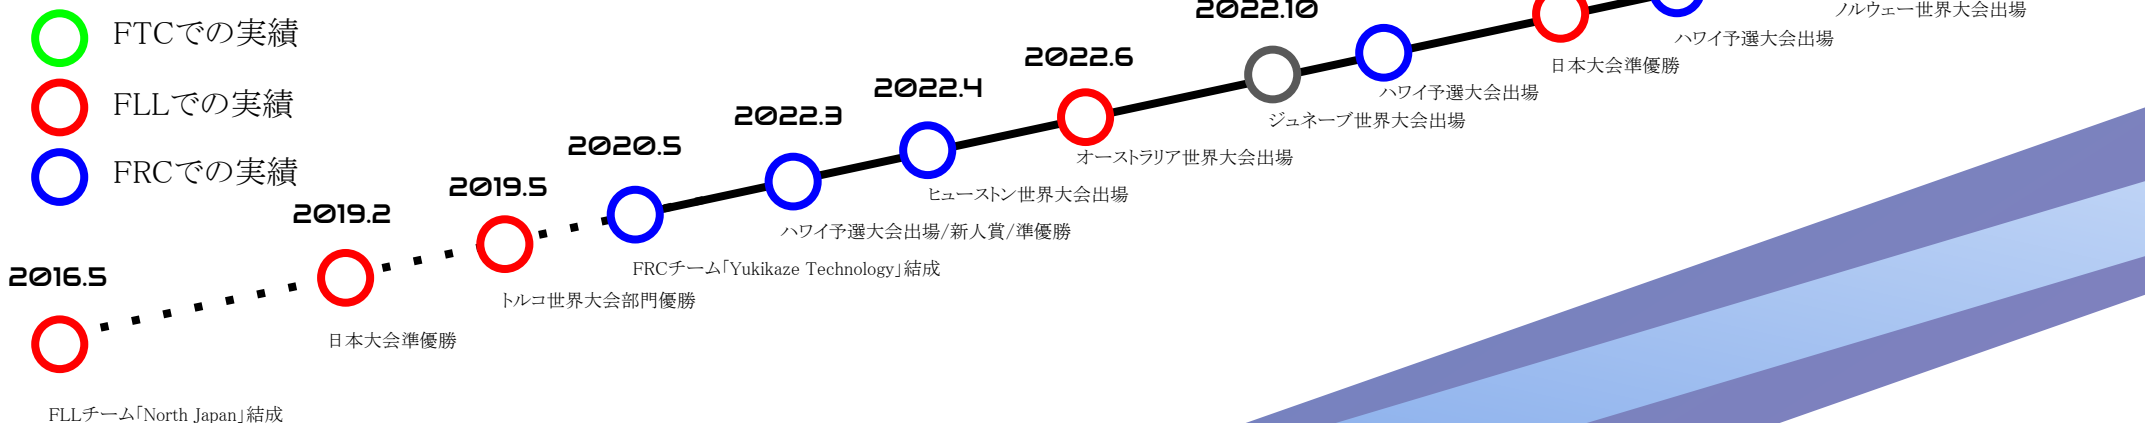 FTCでの実績
FLLでの実績
FRCでの実績
2016.5
FLLチーム「North Japan」結成
2019.2
日本大会準優勝
2019.5
トルコ世界大会部門優勝
2020.5
FRCチーム「Yukikaze Technology」結成
2022.3
ハワイ予選大会出場/新人賞/準優勝
2022.4
ヒューストン世界大会出場
2022.6
オーストラリア世界大会出場
2022.10
ジュネーブ世界大会出場
ハワイ予選大会出場
日本大会準優勝
ハワイ予選大会出場
ノルウェー世界大会出場